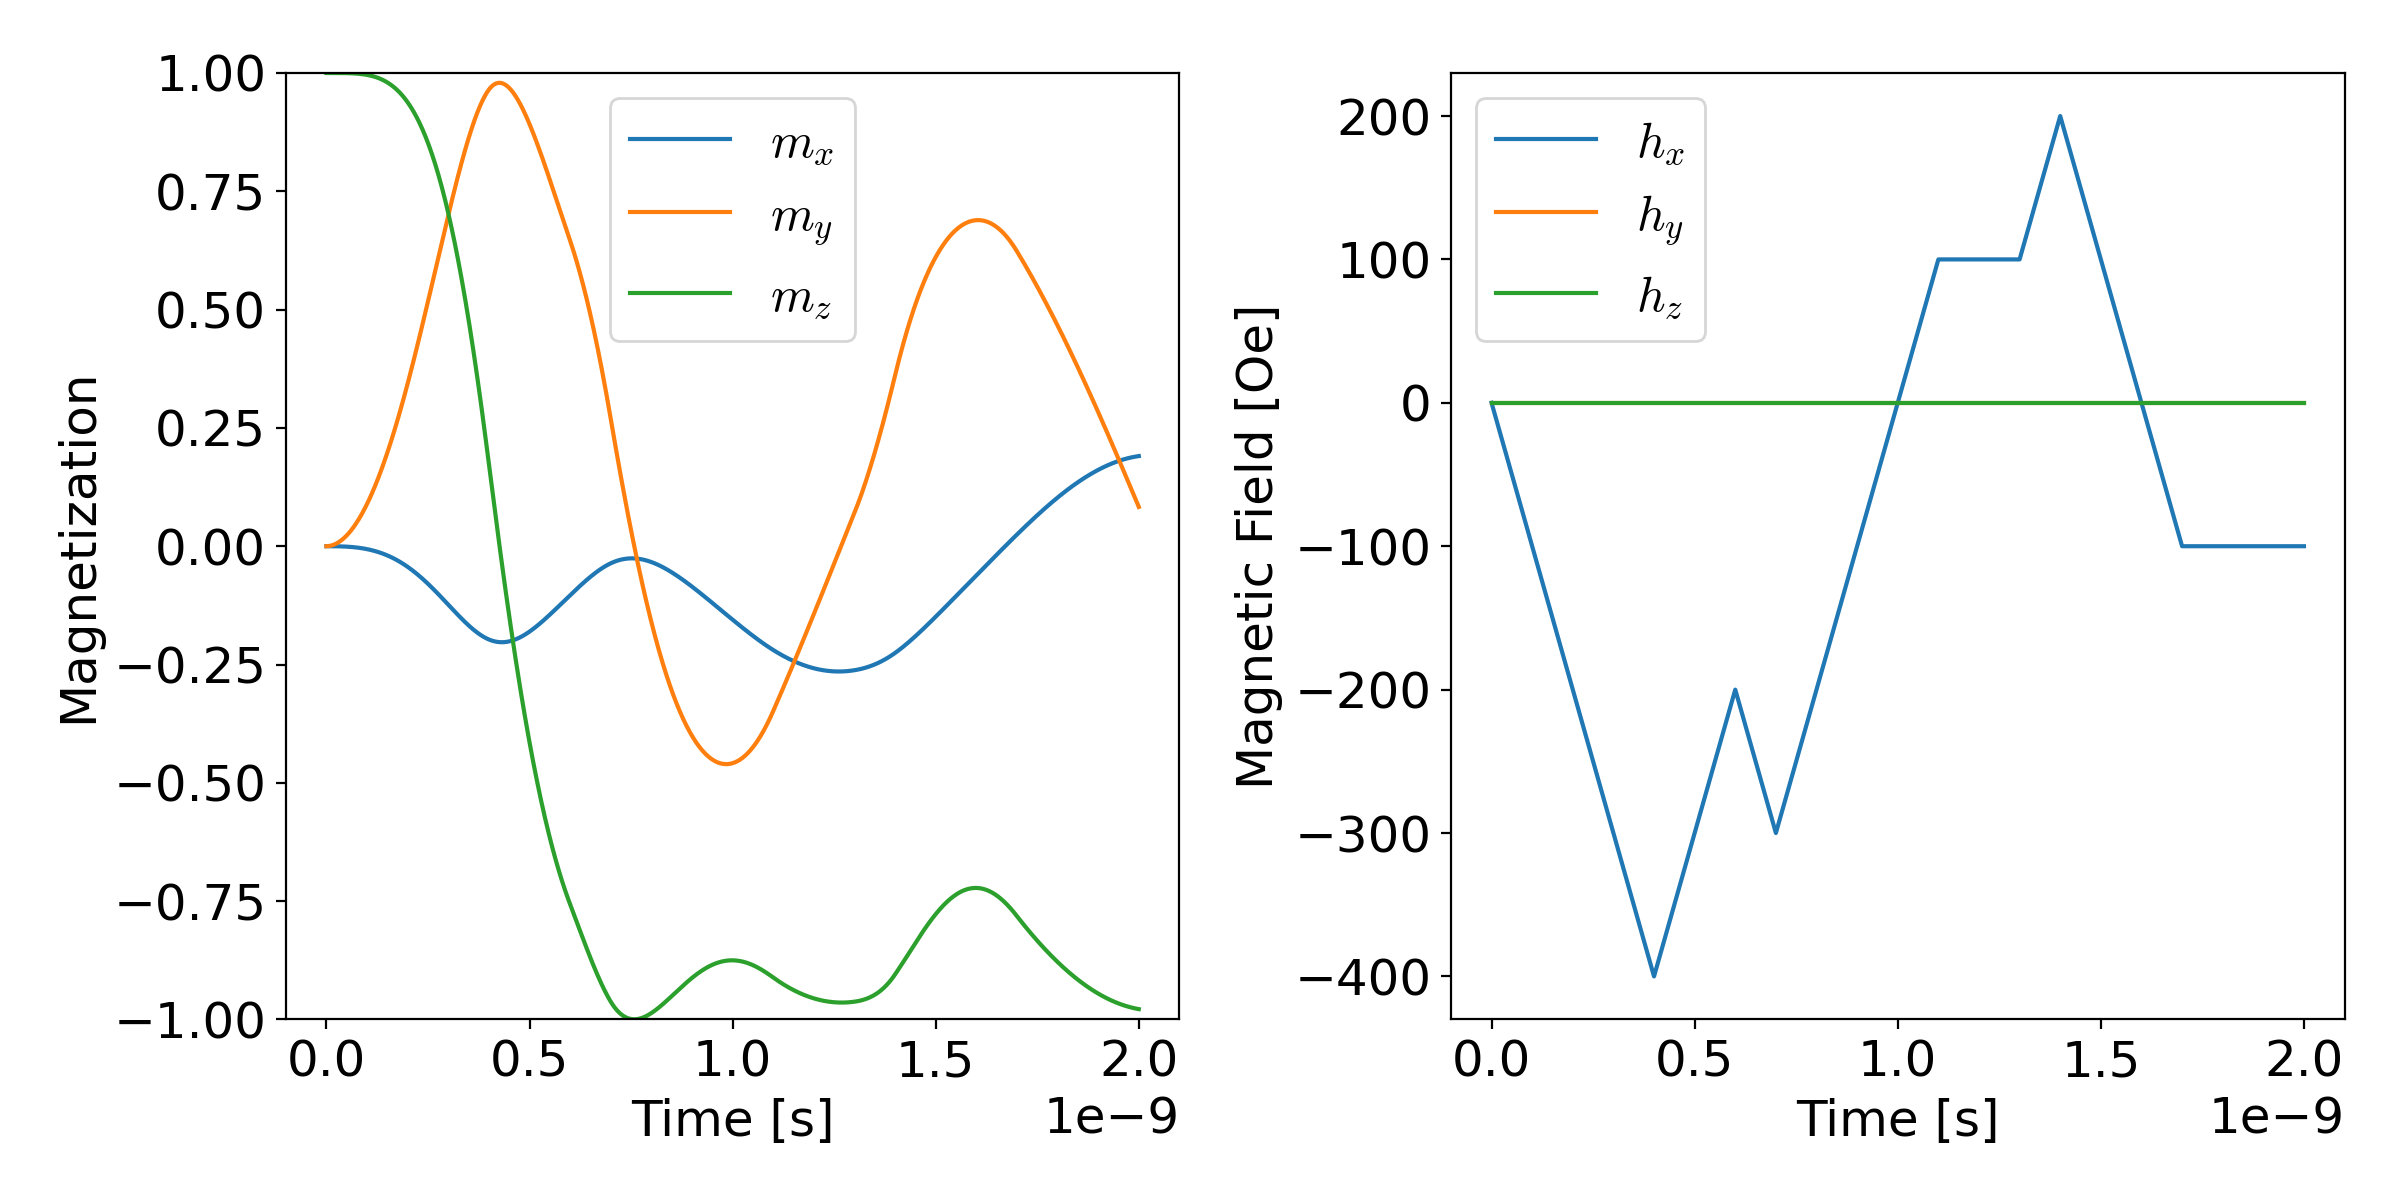 Magnetization
1.00
0.75
0.50
0.25
0.00
−0.25
−0.50
−0.75
−1.00
m_x
m_y
m_z
0.0 0.5 1.0 1.5 2.0
Time [s]
1e−9
Magnetic Field [Oe]
200
100
0
−100
−200
−300
−400
h_x
h_y
h_z
0.0 0.5 1.0 1.5 2.0
Time [s]
1e−9